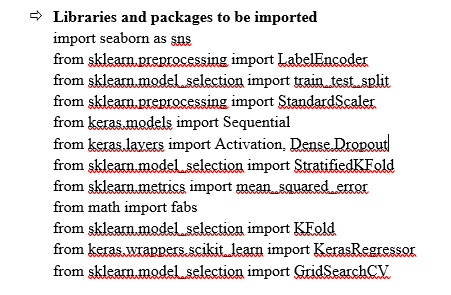 ⇨ Libraries and packages to be imported
import seaborn as sns
from sklearn.preprocessing import LabelEncoder
from sklearn.model_selection import train_test_split
from sklearn.preprocessing import StandardScaler
from keras.models import Sequential
from keras.layers import Activation, Dense,Dropout
from sklearn.model_selection import StratifiedKFold
from sklearn.metrics import mean_squared_error
from math import fabs
from sklearn.model_selection import KFold
from keras.wrappers.scikit_learn import KerasRegressor
from sklearn.model_selection import GridSearchCV